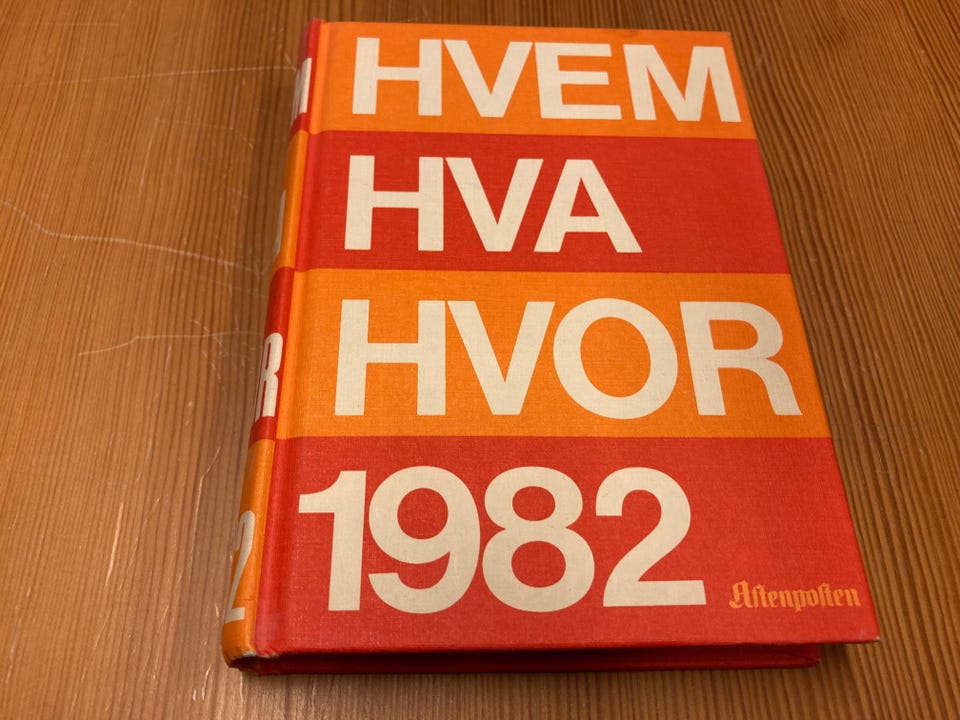 HVEM
HVA
HVOR
1982
Aftenposten